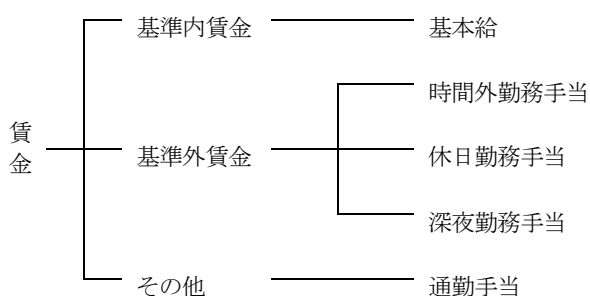 賃金
基準内賃金
基本給
基準外賃金
時間外勤務手当
休日勤務手当
深夜勤務手当
その他
通勤手当